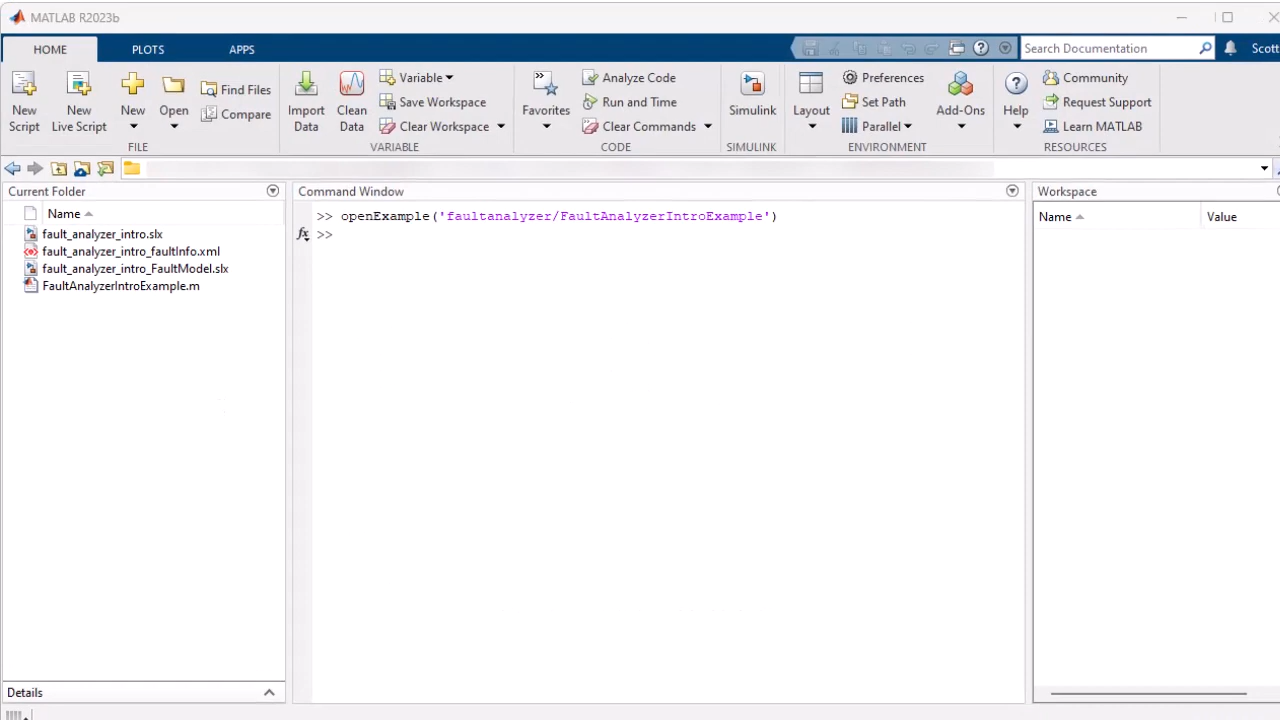 MATLAB R2023b
HOME PLOTS APPS
Search Documentation
Scott
New Script
New Live Script
New
Open
Find Files
Compare
FILE
Import Data
Clean Data
Variable
Save Workspace
Clear Workspace
VARIABLE
Favorites
Analyze Code
Run and Time
Clear Commands
CODE
Simulink
SIMULINK
Layout
Preferences
Set Path
Parallel
Add-Ons
ENVIRONMENT
Help
Community
Request Support
Learn MATLAB
RESOURCES
Current Folder
Name
fault_analyzer_intro.slx
fault_analyzer_intro_faultInfo.xml
fault_analyzer_intro_FaultModel.slx
FaultAnalyzerIntroExample.m
Details
Command Window
>> openExample('faultanalyzer/FaultAnalyzerIntroExample')
fx >>
Workspace
Name Value